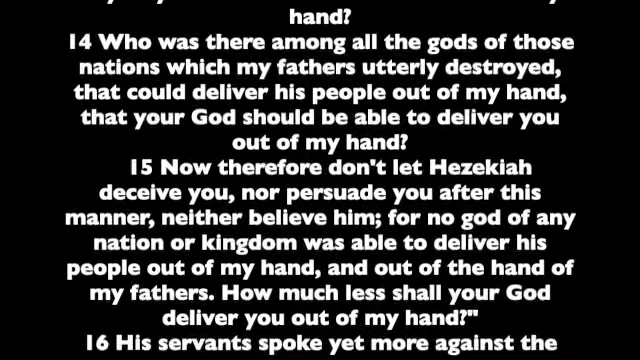 hand?
14 Who was there among all the gods of those
nations which my fathers utterly destroyed,
that could deliver his people out of my hand,
that your God should be able to deliver you
out of my hand?
15 Now therefore don't let Hezekiah
deceive you, nor persuade you after this
manner, neither believe him; for no god of any
nation or kingdom was able to deliver his
people out of my hand, and out of the hand of
my fathers. How much less shall your God
deliver you out of my hand?"
16 His servants spoke yet more against the